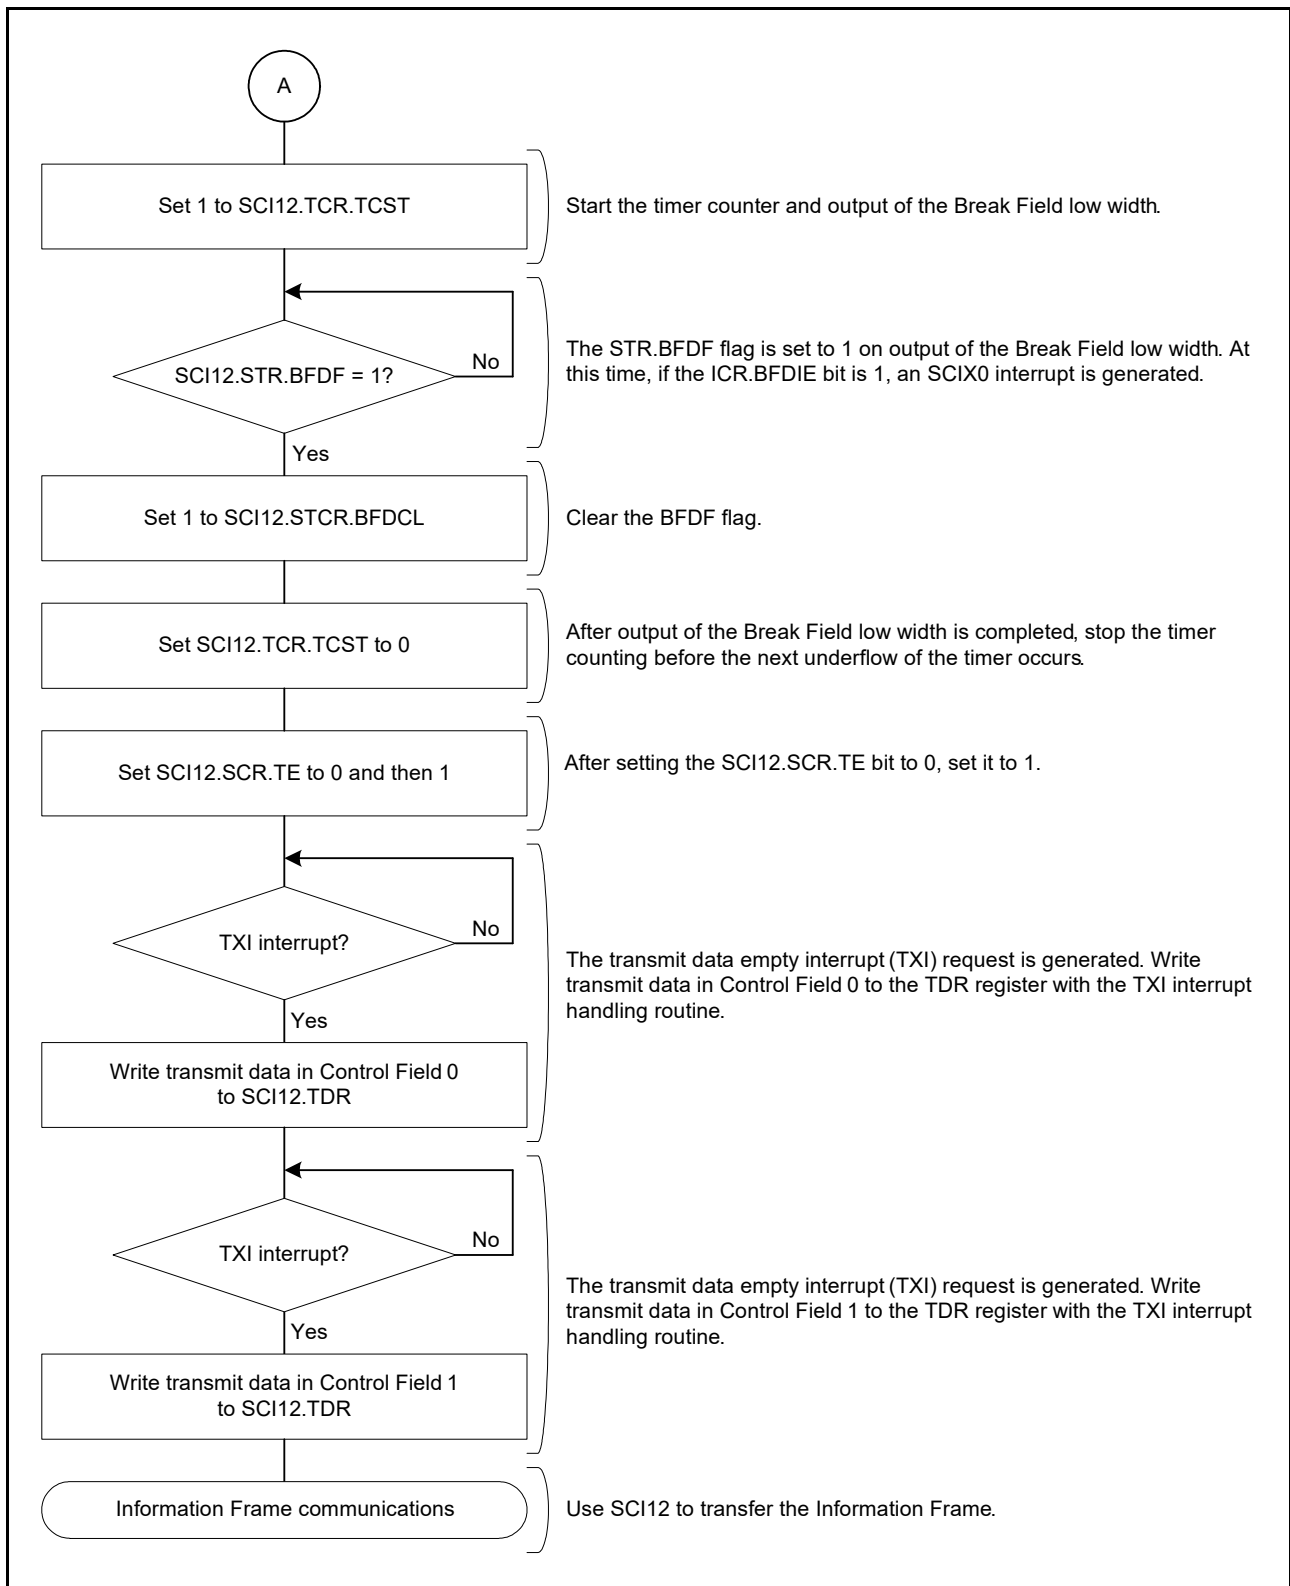 A
Set 1 to SCI12.TCR.TCST
Start the timer counter and output of the Break Field low width.
SCI12.STR.BFDF = 1?
No
The STR.BFDF flag is set to 1 on output of the Break Field low width. At
this time, if the ICR.BFDIE bit is 1, an SCIX0 interrupt is generated.
Yes
Set 1 to SCI12.STCR.BFDCL
Clear the BFDF flag.
Set SCI12.TCR.TCST to 0
After output of the Break Field low width is completed, stop the timer
counting before the next underflow of the timer occurs.
Set SCI12.SCR.TE to 0 and then 1
After setting the SCI12.SCR.TE bit to 0, set it to 1.
TXI interrupt?
No
Yes
The transmit data empty interrupt (TXI) request is generated. Write
transmit data in Control Field 0 to the TDR register with the TXI interrupt
handling routine.
Write transmit data in Control Field 0
to SCI12.TDR
TXI interrupt?
No
Yes
The transmit data empty interrupt (TXI) request is generated. Write
transmit data in Control Field 1 to the TDR register with the TXI interrupt
handling routine.
Write transmit data in Control Field 1
to SCI12.TDR
Information Frame communications
Use SCI12 to transfer the Information Frame.